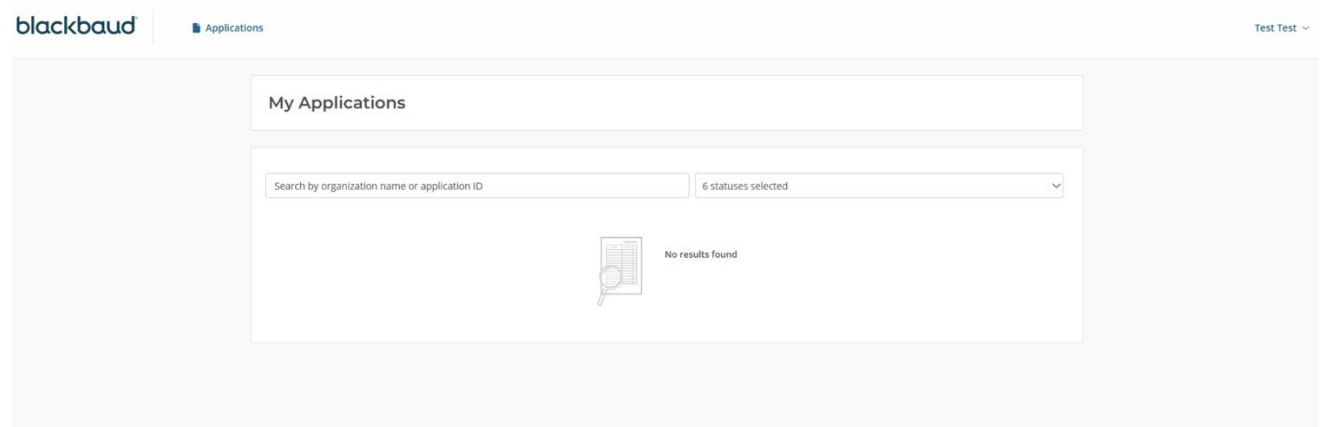 blackbaud
Applications
Test Test
My Applications
Search by organization name or application ID
6 statuses selected
No results found